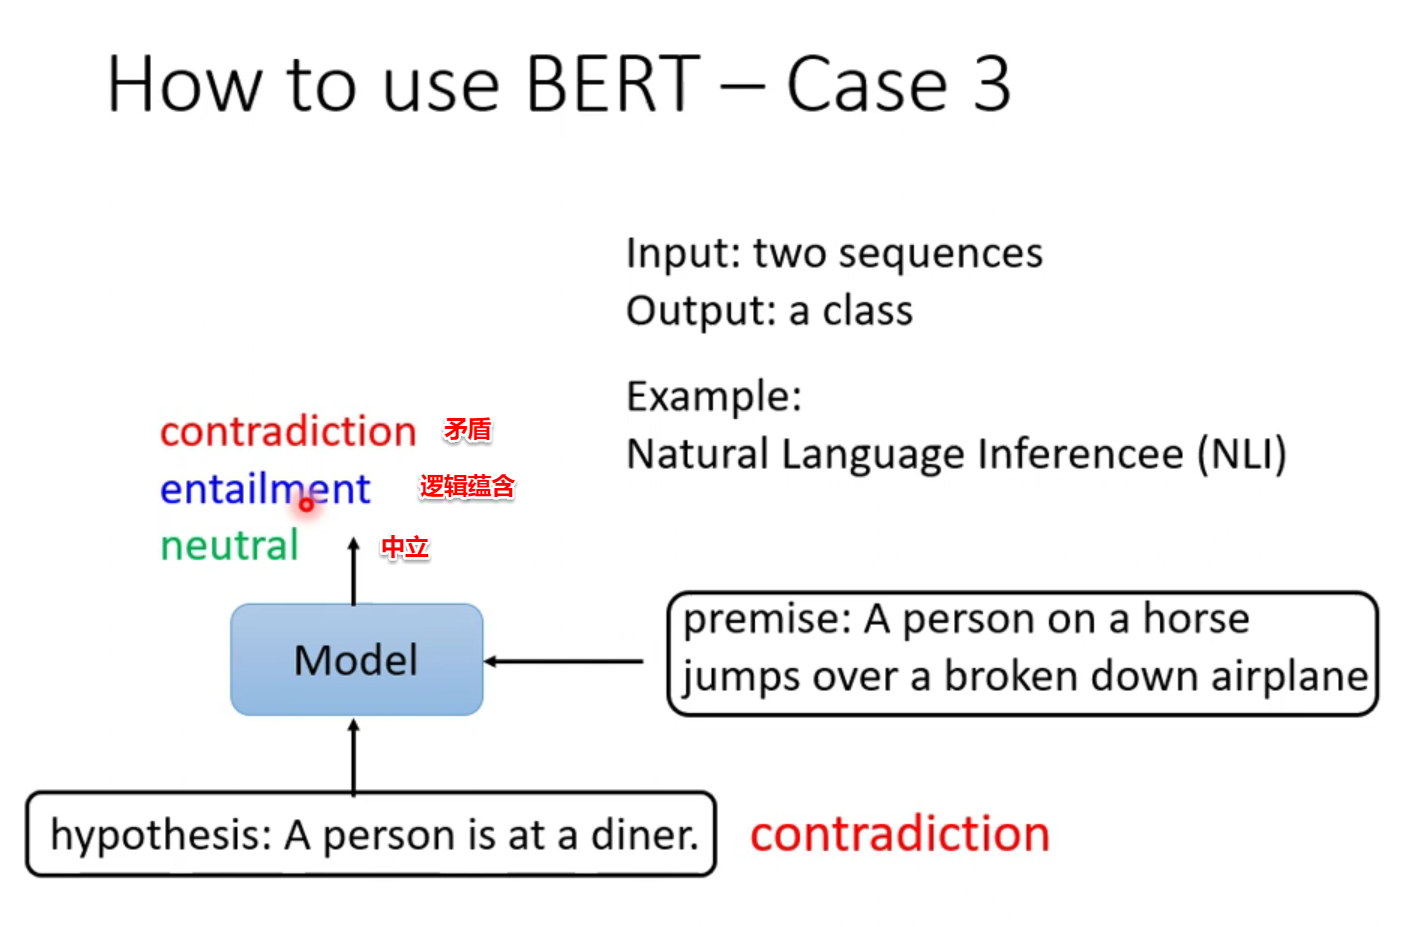 How to use BERT – Case 3
Input: two sequences
Output: a class
Example:
Natural Language Inferencee (NLI)
contradiction 矛盾
entailment 逻辑蕴含
neutral 中立
Model
premise: A person on a horse
jumps over a broken down airplane
hypothesis: A person is at a diner.
contradiction